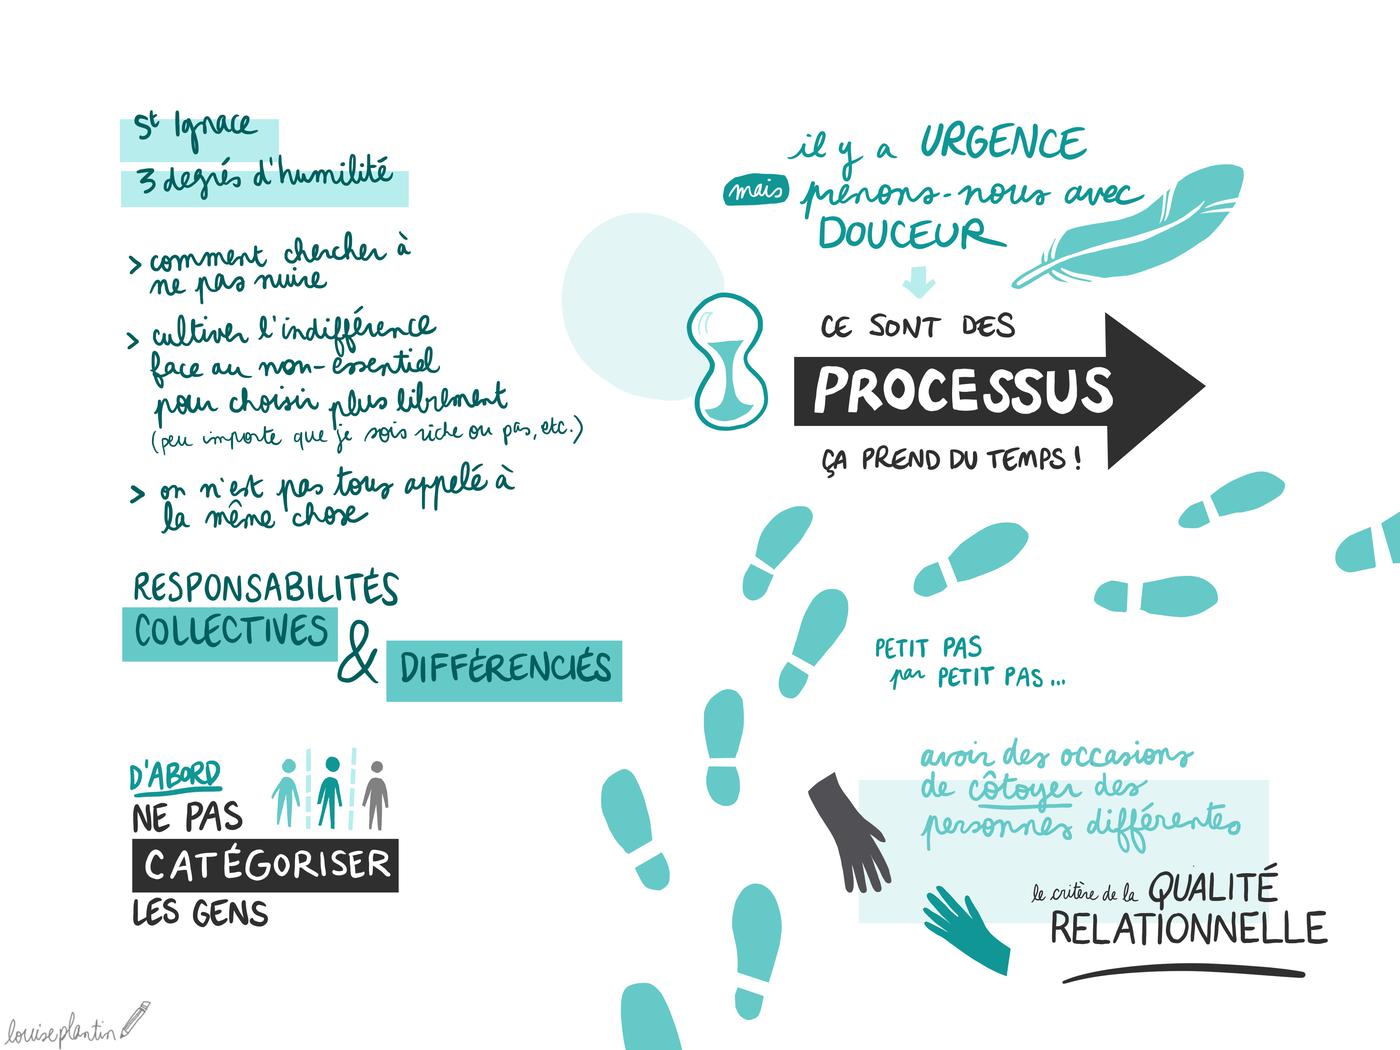 St Ignace
3 degrés d'humilité
> comment chercher à
ne pas nuire
> cultiver l'indifférence
face au non-essentiel
pour choisir plus librement
(peu importe que je sois riche ou pas, etc.)
> on n'est pas tous appelé à
la même chose
RESPONSABILITÉS
COLLECTIVES
&
DIFFÉRENCIÉS
D'ABORD
NE PAS
CATÉGORISER
LES GENS
il y a URGENCE
mais prenons-nous avec
DOUCEUR
CE SONT DES
PROCESSUS
ÇA PREND DU TEMPS !
PETIT PAS
par PETIT PAS...
avoir des occasions
de côtoyer des
personnes différentes
le critère de la QUALITÉ
RELATIONNELLE
louiseplantin